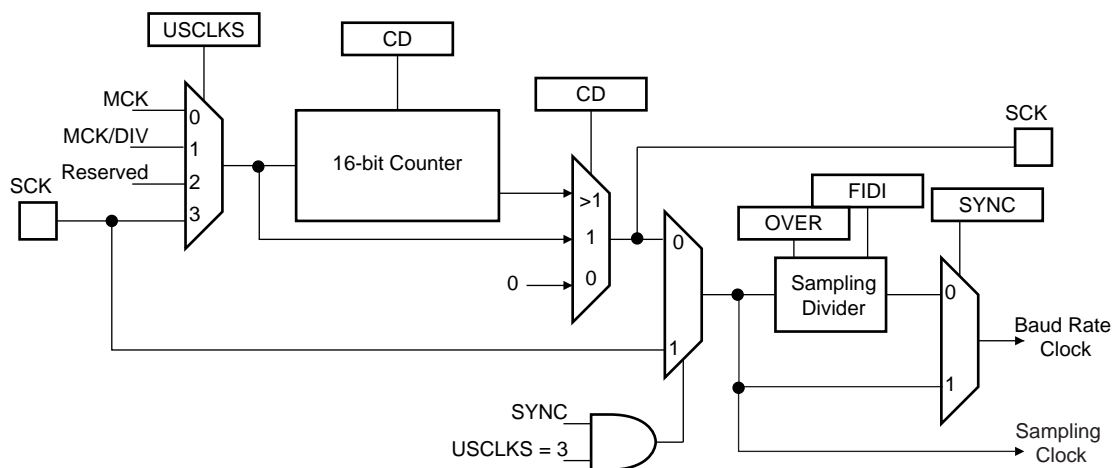 USCLKS
CD
CD
MCK
MCK/DIV
Reserved
SCK
0
1
2
3
16-bit Counter
>1
1
0
0
SCK
FIDI
OVER
SYNC
0
1
Sampling
Divider
0
1
Baud Rate
Clock
SYNC
USCLKS = 3
Sampling
Clock